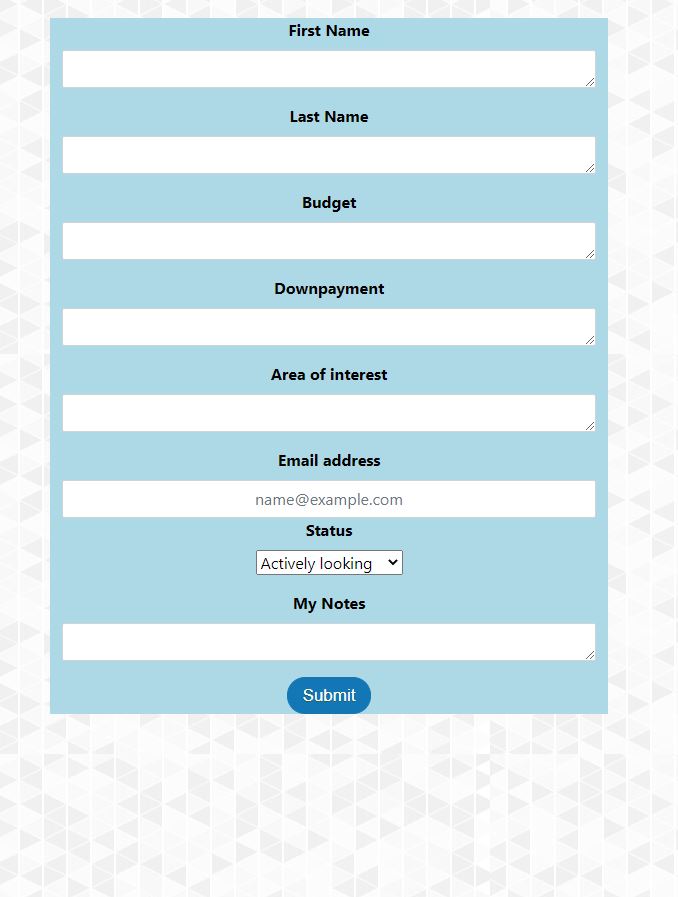 First Name
Last Name
Budget
Downpayment
Area of interest
Email address
name@example.com
Status
Actively looking
My Notes
Submit